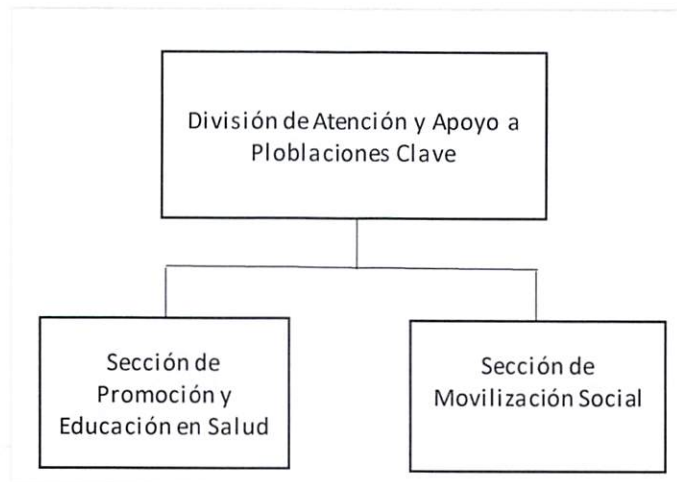 División de Atención y Apoyo a
Ploblaciones Clave
Sección de
Promoción y
Educación en Salud
Sección de
Movilización Social